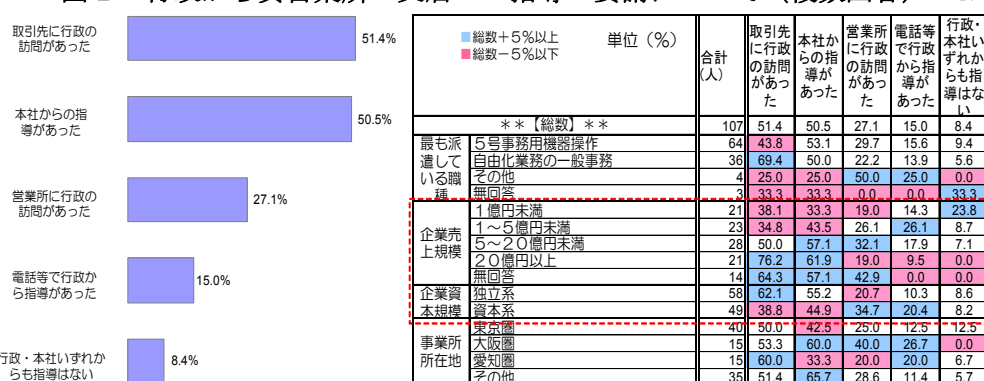 取引先に行政の
訪問があった
51.4%
本社からの指
導があった
50.5%
営業所に行政の
訪問があった
27.1%
電話等で行政か
ら指導があった
15.0%
行政・本社いずれか
らも指導はない
8.4%
総数+5%以上
総数-5%以下
単位(%)
合計
(人)
取引先
に行政
の訪問
があっ
た
本社か
らの指
導が
あった
営業所
に行政
の訪問
があっ
た
電話等
で行政
から指
導が
あった
行政・
本社い
ずれか
らも指
導はな
い
**【総数】** 107 51.4 50.5 27.1 15.0 8.4
最も派
遣して
いる職
種
5号事務用機器操作 64 43.8 53.1 29.7 15.6 9.4
自由化業務の一般事務 36 69.4 50.0 22.2 13.9 5.6
その他 4 25.0 25.0 50.0 25.0 0.0
無回答 3 33.3 33.3 0.0 0.0 33.3
企業売
上規模
1億円未満 21 38.1 33.3 19.0 14.3 23.8
1~5億円未満 23 34.8 43.5 26.1 26.1 8.7
5~20億円未満 28 50.0 57.1 32.1 17.9 7.1
20億円以上 21 76.2 61.9 19.0 9.5 0.0
無回答 14 64.3 57.1 42.9 0.0 0.0
企業資
本規模
独立系 58 62.1 55.2 20.7 10.3 8.6
資本系 49 38.8 44.9 34.7 20.4 8.2
事業所
所在地
東京圏 40 50.0 42.5 25.0 12.5 12.5
大阪圏 15 53.3 60.0 40.0 26.7 0.0
愛知圏 15 60.0 33.3 20.0 20.0 6.7
その他 35 51.4 65.7 28.6 11.4 5.7